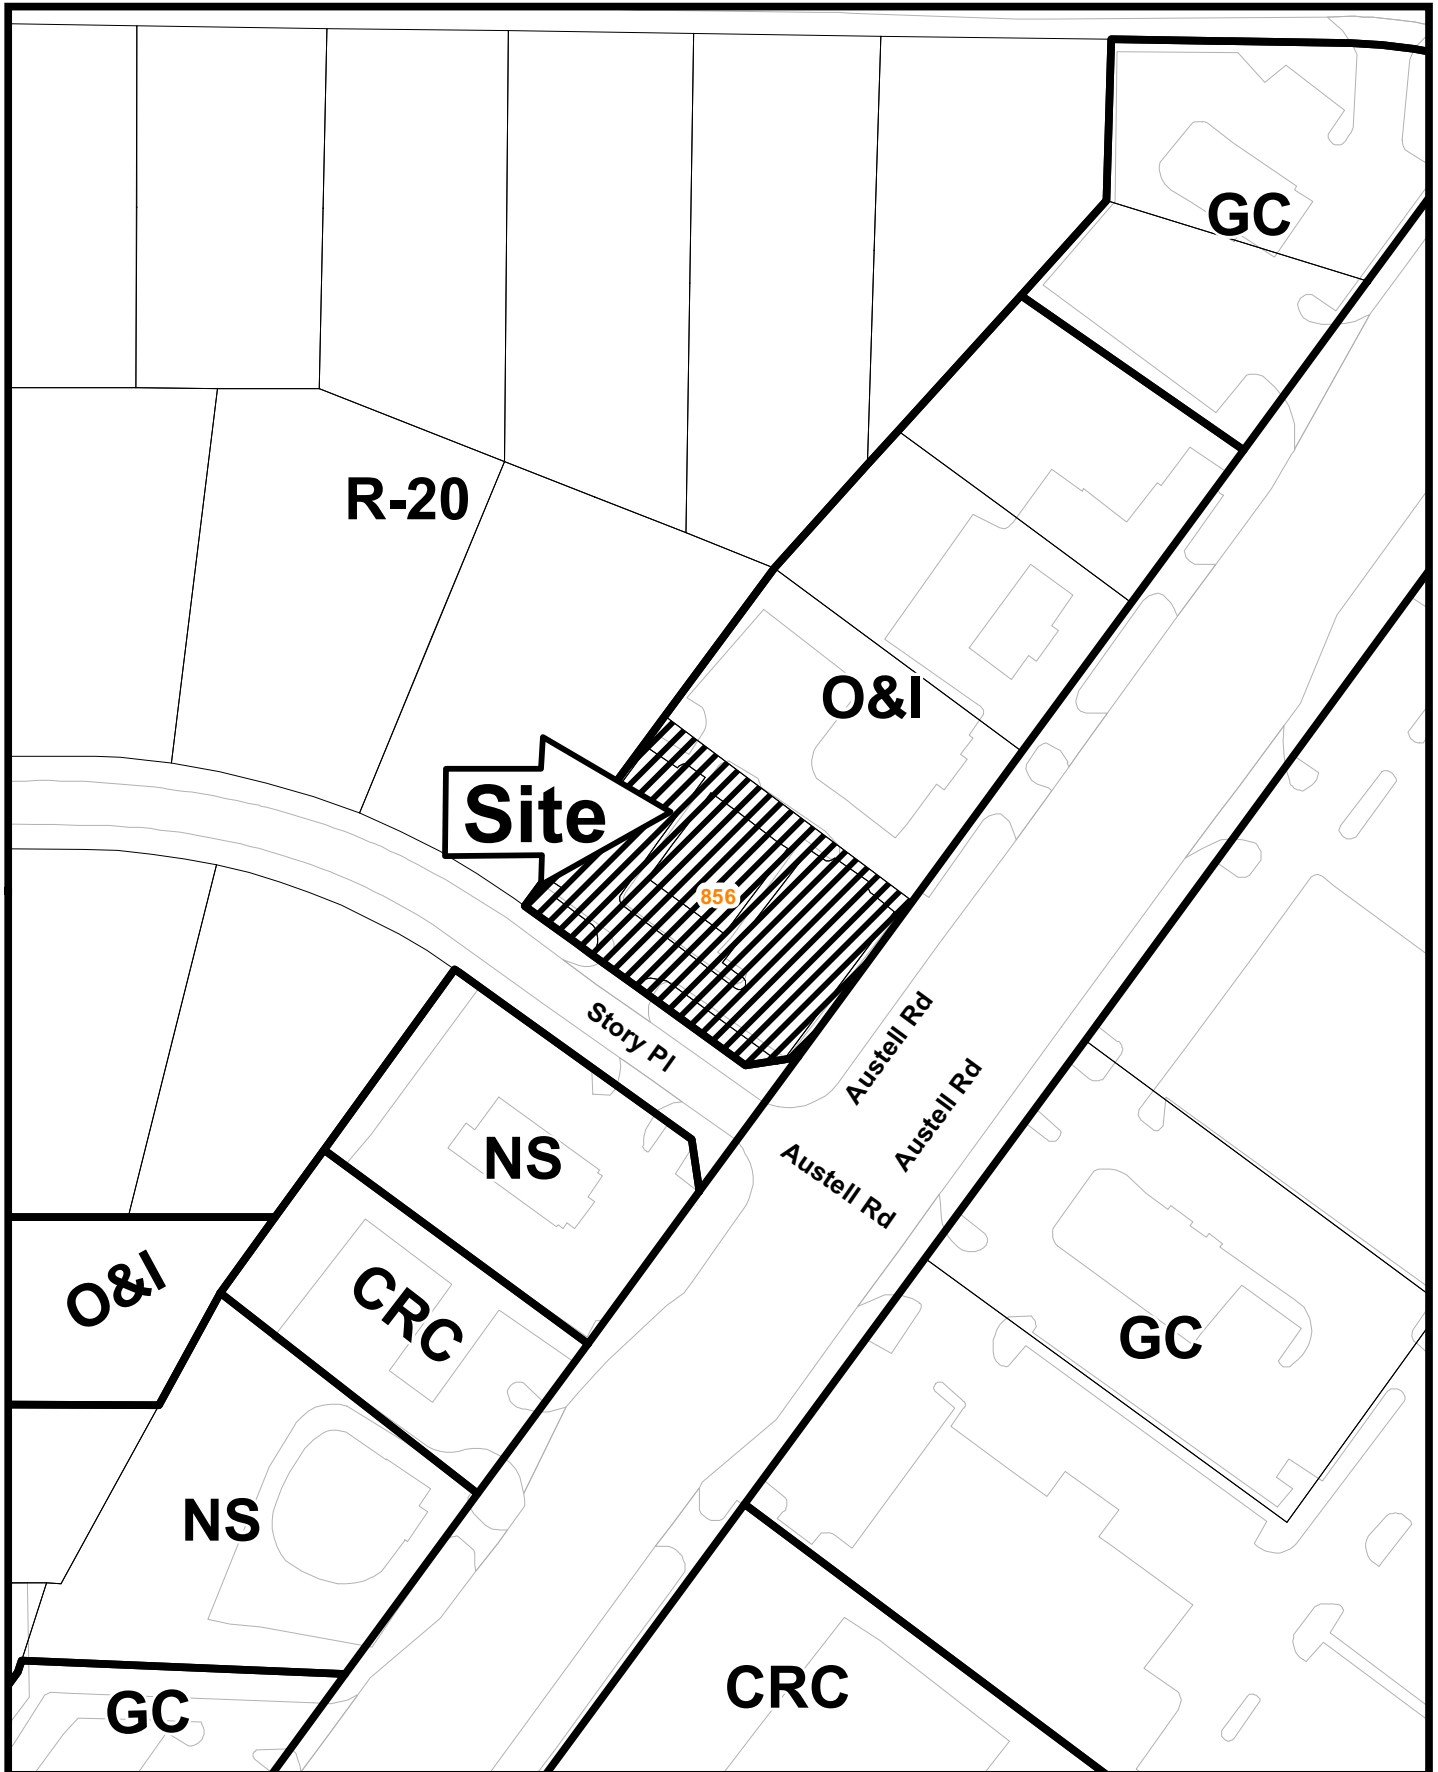 GC
R-20
O&I
Site
856
Story Pl
Austell Rd
Austell Rd
Austell Rd
NS
O&I
CRC
GC
NS
CRC
GC